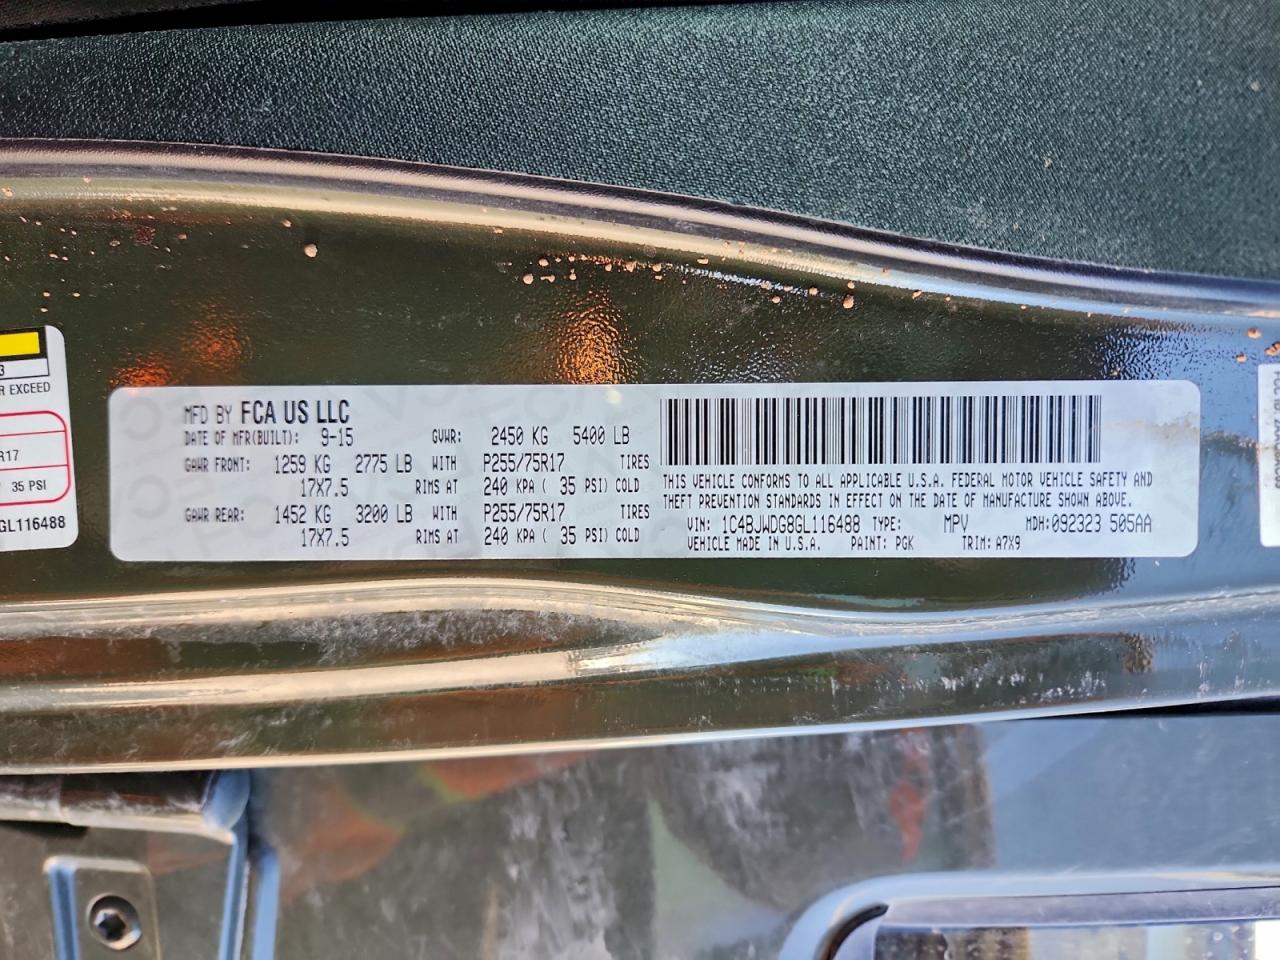 MFD BY FCA US LLC
DATE OF MFR(BUILT): 9-15 GVWR: 2450 KG 5400 LB
GAWR FRONT: 1259 KG 2775 LB WITH P255/75R17 TIRES
17X7.5 RIMS AT 240 KPA ( 35 PSI) COLD
GAWR REAR: 1452 KG 3200 LB WITH P255/75R17 TIRES
17X7.5 RIMS AT 240 KPA ( 35 PSI) COLD
THIS VEHICLE CONFORMS TO ALL APPLICABLE U.S.A. FEDERAL MOTOR VEHICLE SAFETY AND
THEFT PREVENTION STANDARDS IN EFFECT ON THE DATE OF MANUFACTURE SHOWN ABOVE.
VIN: 1C4BJWDG8GL116488 TYPE: MPV MDH:092323 505AA
VEHICLE MADE IN U.S.A. PAINT: PGK TRIM: A7X9
3
R EXCEED
R17
35 PSI
GL116488